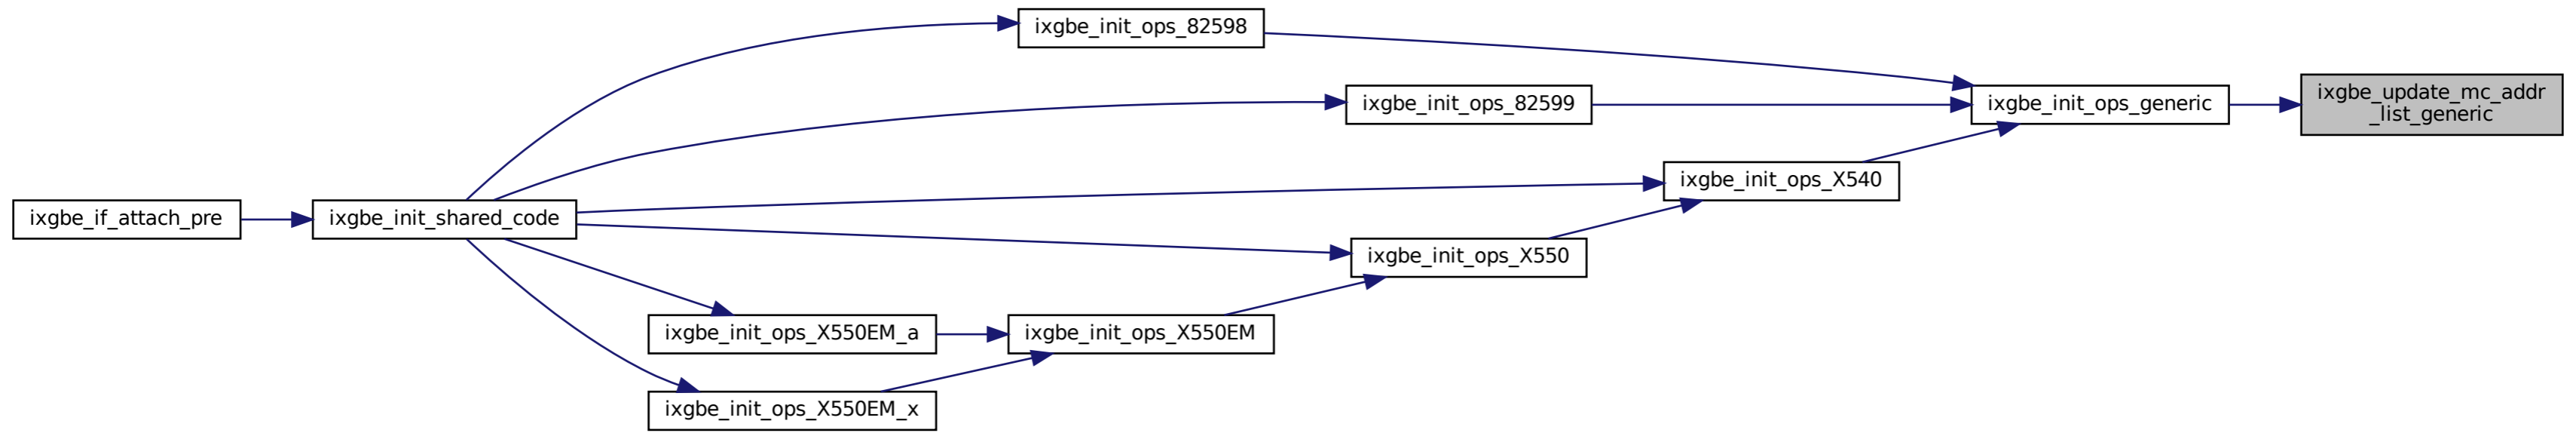 ixgbe_init_ops_82598
ixgbe_init_ops_82599
ixgbe_init_ops_generic
ixgbe_update_mc_addr
_list_generic
ixgbe_init_ops_X540
ixgbe_if_attach_pre
ixgbe_init_shared_code
ixgbe_init_ops_X550
ixgbe_init_ops_X550EM_a
ixgbe_init_ops_X550EM
ixgbe_init_ops_X550EM_x